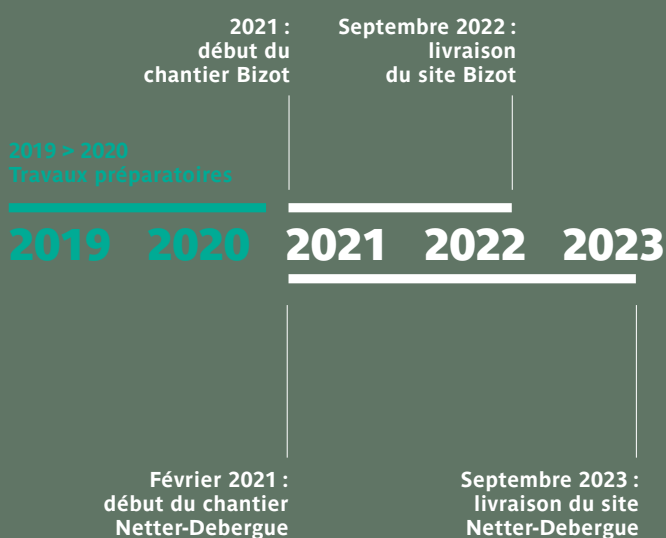 2021 :
début du
chantier Bizot
Septembre 2022 :
livraison
du site Bizot
2019 > 2020
Travaux préparatoires
2019 2020 2021 2022 2023
Février 2021 :
début du chantier
Netter-Debergue
Septembre 2023 :
livraison du site
Netter-Debergue